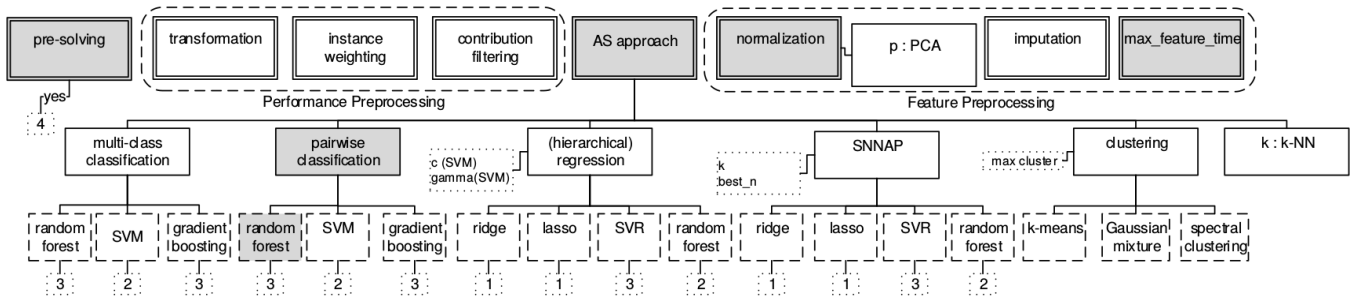 pre-solving
transformation
instance
weighting
contribution
filtering
AS approach
normalization
p : PCA
imputation
max_feature_time
yes
4
Performance Preprocessing
Feature Preprocessing
multi-class
classification
pairwise
classification
c (SVM)
gamma(SVM)
(hierarchical)
regression
k
best_n
SNNAP
max cluster
clustering
k : k-NN
random
forest
SVM
gradient
boosting
random
forest
SVM
gradient
boosting
ridge
lasso
SVR
random
forest
ridge
lasso
SVR
random
forest
k-means
Gaussian
mixture
spectral
clustering
3
2
3
3
2
3
1
1
3
2
1
1
3
2